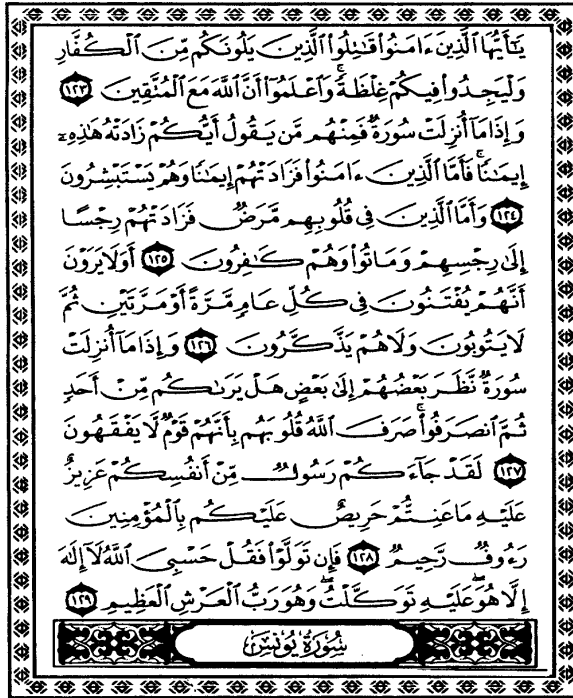 يَٰٓأَيُّهَا ٱلَّذِينَ ءَامَنُوا۟ قَٰتِلُوا۟ ٱلَّذِينَ يَلُونَكُم مِّنَ ٱلْكُفَّارِ
وَلْيَجِدُوا۟ فِيكُمْ غِلْظَةً ۚ وَٱعْلَمُوٓا۟ أَنَّ ٱللَّهَ مَعَ ٱلْمُتَّقِينَ ١٢٣
وَإِذَا مَآ أُنزِلَتْ سُورَةٌ فَمِنْهُم مَّن يَقُولُ أَيُّكُمْ زَادَتْهُ هَٰذِهِۦٓ
إِيمَٰنًا ۚ فَأَمَّا ٱلَّذِينَ ءَامَنُوا۟ فَزَادَتْهُمْ إِيمَٰنًا وَهُمْ يَسْتَبْشِرُونَ
١٢٤ وَأَمَّا ٱلَّذِينَ فِى قُلُوبِهِم مَّرَضٌ فَزَادَتْهُمْ رِجْسًا
إِلَىٰ رِجْسِهِمْ وَمَاتُوا۟ وَهُمْ كَٰفِرُونَ ١٢٥ أَوَلَا يَرَوْنَ
أَنَّهُمْ يُفْتَنُونَ فِى كُلِّ عَامٍ مَّرَّةً أَوْ مَرَّتَيْنِ ثُمَّ
لَا يَتُوبُونَ وَلَا هُمْ يَذَّكَّرُونَ ١٢٦ وَإِذَا مَآ أُنزِلَتْ
سُورَةٌ نَّظَرَ بَعْضُهُمْ إِلَىٰ بَعْضٍ هَلْ يَرَىٰكُم مِّنْ أَحَدٍ
ثُمَّ ٱنصَرَفُوا۟ ۚ صَرَفَ ٱللَّهُ قُلُوبَهُم بِأَنَّهُمْ قَوْمٌ لَّا يَفْقَهُونَ
١٢٧ لَقَدْ جَآءَكُمْ رَسُولٌ مِّنْ أَنفُسِكُمْ عَزِيزٌ
عَلَيْهِ مَا عَنِتُّمْ حَرِيصٌ عَلَيْكُم بِٱلْمُؤْمِنِينَ
رَءُوفٌ رَّحِيمٌ ١٢٨ فَإِن تَوَلَّوْا۟ فَقُلْ حَسْبِىَ ٱللَّهُ لَآ إِلَٰهَ
إِلَّا هُوَ ۖ عَلَيْهِ تَوَكَّلْتُ ۖ وَهُوَ رَبُّ ٱلْعَرْشِ ٱلْعَظِيمِ ١٢٩
سُورَةُ يُونُسَ